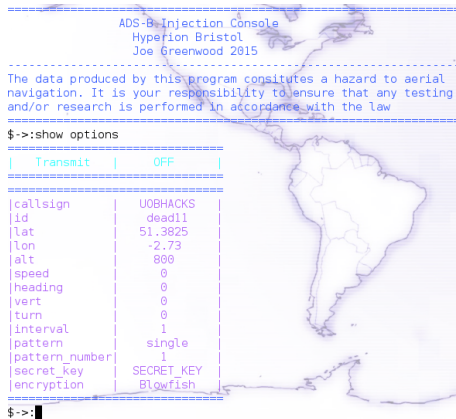 ========================================================
ADS-B Injection Console
Hyperion Bristol
Joe Greenwood 2015
--------------------------------------------------------
The data produced by this program consitutes a hazard to aerial
navigation. It is your responsibility to ensure that any testing
and/or research is performed in accordance with the law
========================================================
$->:show options
===============================
| Transmit | OFF |
===============================
===============================
|callsign | UOBHACKS |
|id | dead11 |
|lat | 51.3825 |
|lon | -2.73 |
|alt | 800 |
|speed | 0 |
|heading | 0 |
|vert | 0 |
|turn | 0 |
|interval | 1 |
|pattern | single |
|pattern_number| 1 |
|secret_key | SECRET_KEY |
|encryption | Blowfish |
===============================
$->: